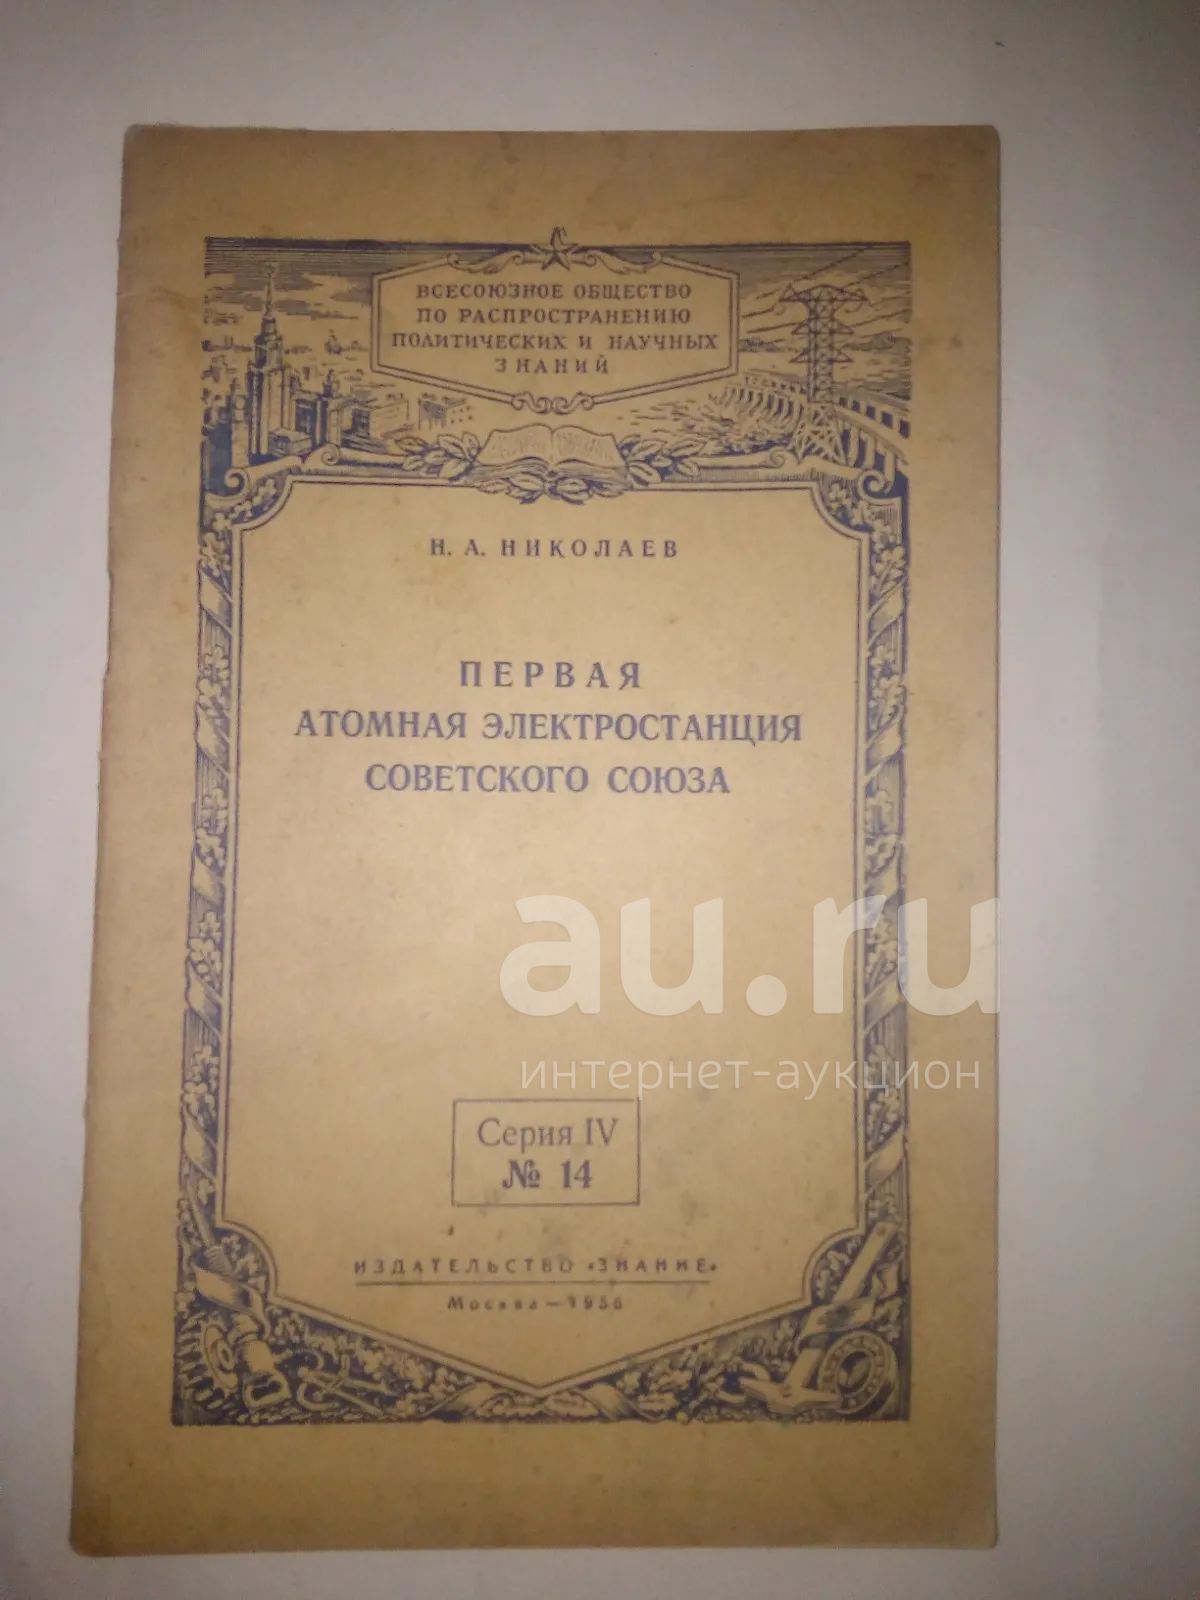 ВСЕСОЮЗНОЕ ОБЩЕСТВО
ПО РАСПРОСТРАНЕНИЮ
ПОЛИТИЧЕСКИХ И НАУЧНЫХ
ЗНАНИЙ
Н. А. НИКОЛАЕВ
ПЕРВАЯ
АТОМНАЯ ЭЛЕКТРОСТАНЦИЯ
СОВЕТСКОГО СОЮЗА
au.ru
интернет-аукцион
Серия IV
№ 14
ИЗДАТЕЛЬСТВО «ЗНАНИЕ»
Москва — 1956